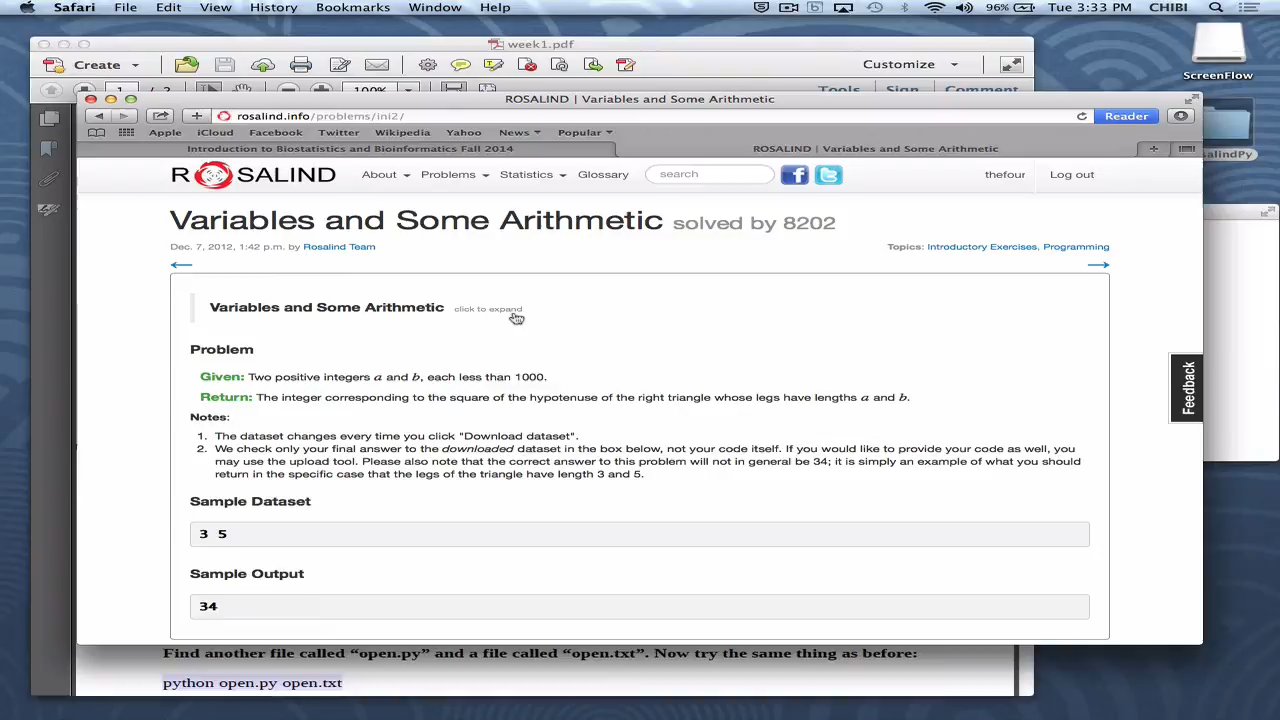 Safari File Edit View History Bookmarks Window Help 96% Tue 3:33 PM CHIBI
ScreenFlow
week1.pdf
Create Customize
1 / 2 100% Tools Sign Comment
ROSALIND | Variables and Some Arithmetic
rosalind.info/problems/ini2/ Reader
Apple iCloud Facebook Twitter Wikipedia Yahoo News Popular
Introduction to Biostatistics and Bioinformatics Fall 2014 ROSALIND | Variables and Some Arithmetic
salindPy
ROSALIND About Problems Statistics Glossary search thefour Log out
Variables and Some Arithmetic solved by 8202
Dec. 7, 2012, 1:42 p.m. by Rosalind Team Topics: Introductory Exercises, Programming
Variables and Some Arithmetic click to expand
Problem
Given: Two positive integers a and b, each less than 1000.
Return: The integer corresponding to the square of the hypotenuse of the right triangle whose legs have lengths a and b.
Notes:
1. The dataset changes every time you click "Download dataset".
2. We check only your final answer to the downloaded dataset in the box below, not your code itself. If you would like to provide your code as well, you
may use the upload tool. Please also note that the correct answer to this problem will not in general be 34; it is simply an example of what you should
return in the specific case that the legs of the triangle have length 3 and 5.
Feedback
Sample Dataset
3 5
Sample Output
34
Find another file called “open.py” and a file called “open.txt”. Now try the same thing as before:
python open.py open.txt